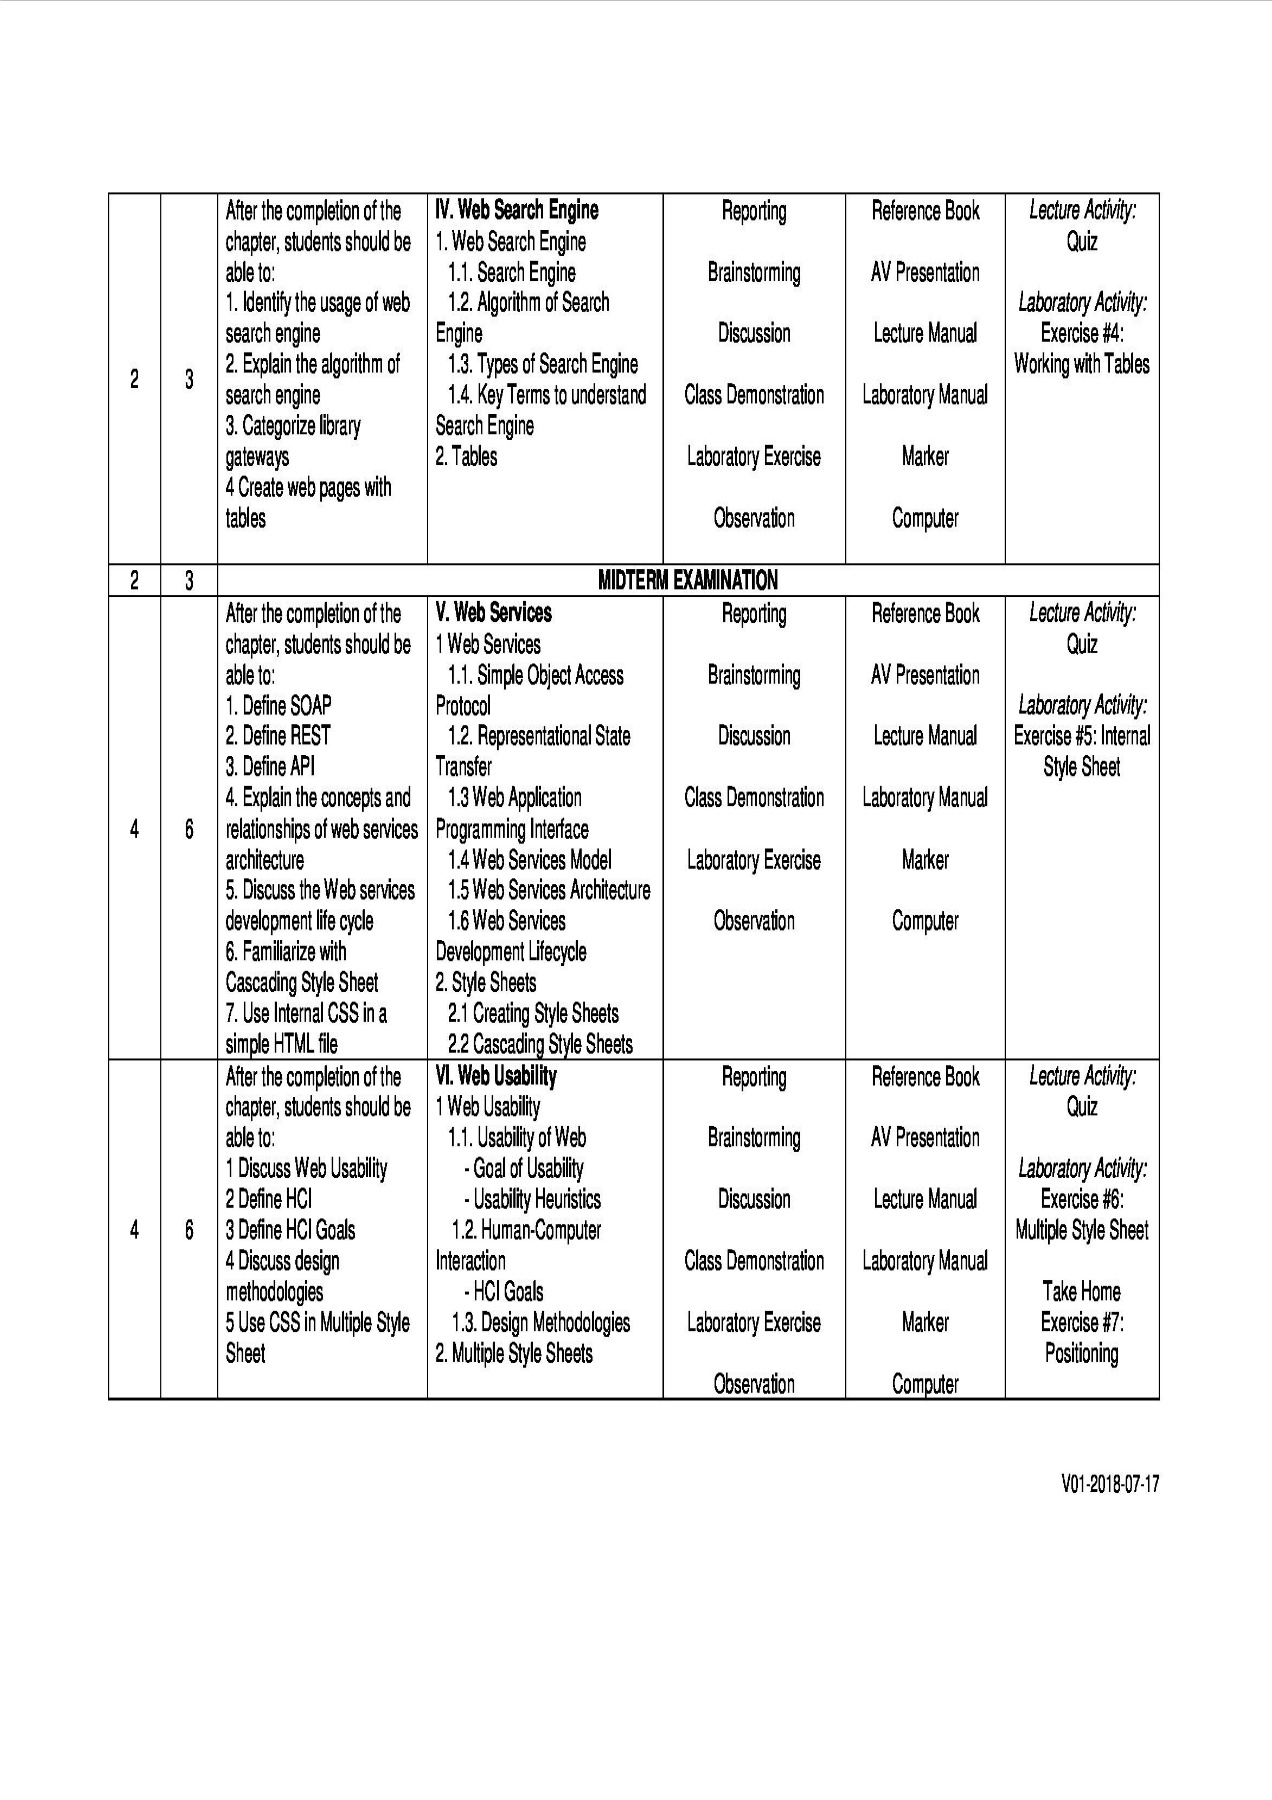 2
3
After the completion of the
chapter, students should be
able to:
1. Identify the usage of web
search engine
2. Explain the algorithm of
search engine
3. Categorize library
gateways
4 Create web pages with
tables
IV. Web Search Engine
1. Web Search Engine
1.1. Search Engine
1.2. Algorithm of Search
Engine
1.3. Types of Search Engine
1.4. Key Terms to understand
Search Engine
2. Tables
Reporting
Brainstorming
Discussion
Class Demonstration
Laboratory Exercise
Observation
Reference Book
AV Presentation
Lecture Manual
Laboratory Manual
Marker
Computer
Lecture Activity:
Quiz
Laboratory Activity:
Exercise #4:
Working with Tables
2
3
MIDTERM EXAMINATION
4
6
After the completion of the
chapter, students should be
able to:
1. Define SOAP
2. Define REST
3. Define API
4. Explain the concepts and
relationships of web services
architecture
5. Discuss the Web services
development life cycle
6. Familiarize with
Cascading Style Sheet
7. Use Internal CSS in a
simple HTML file
V. Web Services
1 Web Services
1.1. Simple Object Access
Protocol
1.2. Representational State
Transfer
1.3 Web Application
Programming Interface
1.4 Web Services Model
1.5 Web Services Architecture
1.6 Web Services
Development Lifecycle
2. Style Sheets
2.1 Creating Style Sheets
2.2 Cascading Style Sheets
Reporting
Brainstorming
Discussion
Class Demonstration
Laboratory Exercise
Observation
Reference Book
AV Presentation
Lecture Manual
Laboratory Manual
Marker
Computer
Lecture Activity:
Quiz
Laboratory Activity:
Exercise #5: Internal
Style Sheet
4
6
After the completion of the
chapter, students should be
able to:
1 Discuss Web Usability
2 Define HCI
3 Define HCI Goals
4 Discuss design
methodologies
5 Use CSS in Multiple Style
Sheet
VI. Web Usability
1 Web Usability
1.1. Usability of Web
- Goal of Usability
- Usability Heuristics
1.2. Human-Computer
Interaction
- HCI Goals
1.3. Design Methodologies
2. Multiple Style Sheets
Reporting
Brainstorming
Discussion
Class Demonstration
Laboratory Exercise
Observation
Reference Book
AV Presentation
Lecture Manual
Laboratory Manual
Marker
Computer
Lecture Activity:
Quiz
Laboratory Activity:
Exercise #6:
Multiple Style Sheet
Take Home
Exercise #7:
Positioning
V01-2018-07-17